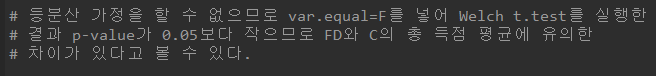 # 등분산 가정을 할 수 없으므로 var.equal=F를 넣어 Welch t.test를 실행한
# 결과 p-value가 0.05보다 작으므로 FD와 C의 총 득점 평균에 유의한
# 차이가 있다고 볼 수 있다.